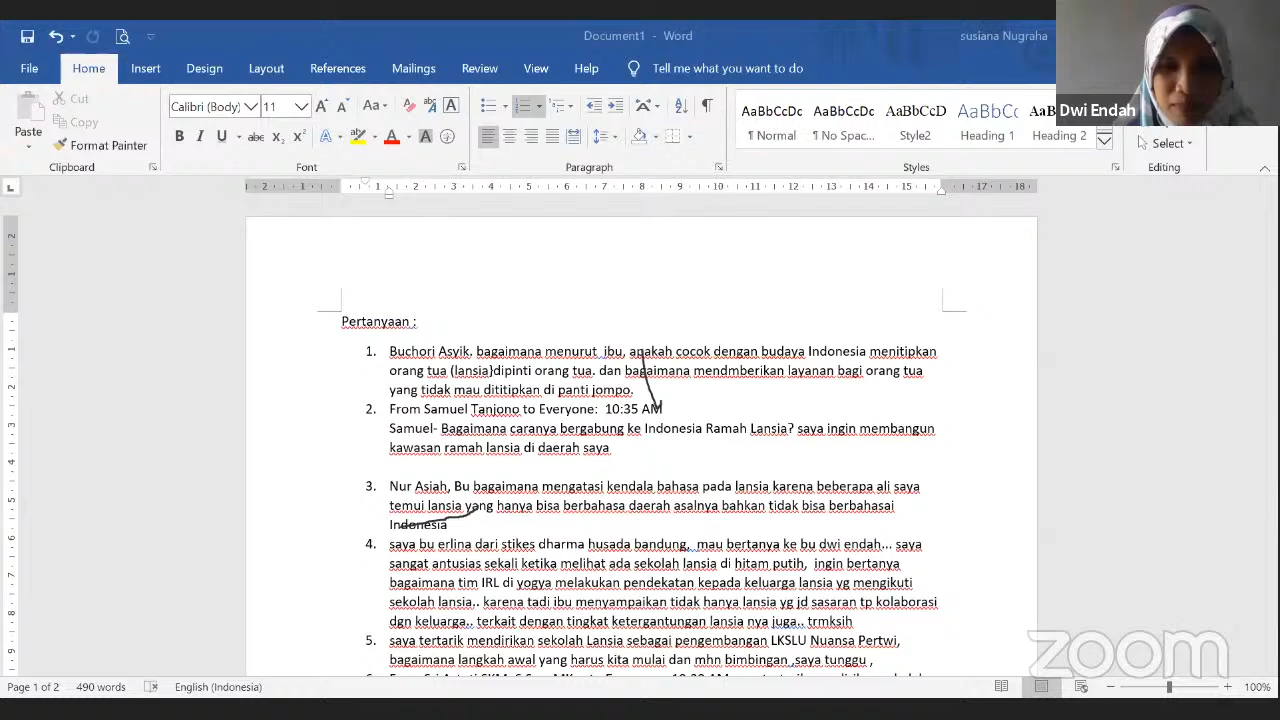 Document1 - Word
susiana Nugraha
File Home Insert Design Layout References Mailings Review View Help Tell me what you want to do
Dwi Endah
Paste
Cut
Copy
Format Painter
Calibri (Body) 11
AaBbCcDc AaBbCcDc AaBbCcD AaBbCc
¶ Normal ¶ No Spac... Style2 Heading 1 Heading 2
Select
Clipboard Font Paragraph Styles Editing
Pertanyaan :
1. Buchori Asyik. bagaimana menurut ibu, apakah cocok dengan budaya Indonesia menitipkan
orang tua (lansia}dipinti orang tua. dan bagaimana mendmberikan layanan bagi orang tua
yang tidak mau dititipkan di panti jompo.
2. From Samuel Tanjono to Everyone: 10:35 AM
Samuel- Bagaimana caranya bergabung ke Indonesia Ramah Lansia? saya ingin membangun
kawasan ramah lansia di daerah saya
3. Nur Asiah, Bu bagaimana mengatasi kendala bahasa pada lansia karena beberapa ali saya
temui lansia yang hanya bisa berbahasa daerah asalnya bahkan tidak bisa berbahasai
Indonesia
4. saya bu erlina dari stikes dharma husada bandung, mau bertanya ke bu dwi endah... saya
sangat antusias sekali ketika melihat ada sekolah lansia di hitam putih, ingin bertanya
bagaimana tim IRL di yogya melakukan pendekatan kepada keluarga lansia yg mengikuti
sekolah lansia.. karena tadi ibu menyampaikan tidak hanya lansia yg jd sasaran tp kolaborasi
dgn keluarga.. terkait dengan tingkat ketergantungan lansia nya juga.. trmksih
5. saya tertarik mendirikan sekolah Lansia sebagai pengembangan LKSLU Nuansa Pertwi,
bagaimana langkah awal yang harus kita mulai dan mhn bimbingan ,saya tunggu ,
zoom
Page 1 of 2 490 words English (Indonesia) 100%